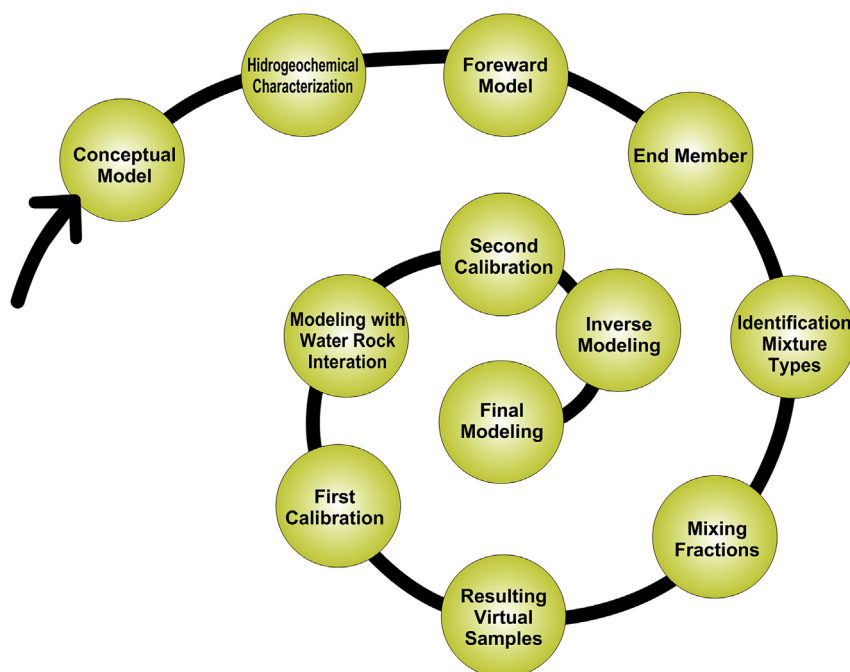 Conceptual
Model
Hidrogeochemical
Characterization
Foreward
Model
End Member
Identification
Mixture
Types
Mixing
Fractions
Resulting
Virtual
Samples
First
Calibration
Modeling with
Water Rock
Interation
Second
Calibration
Inverse
Modeling
Final
Modeling